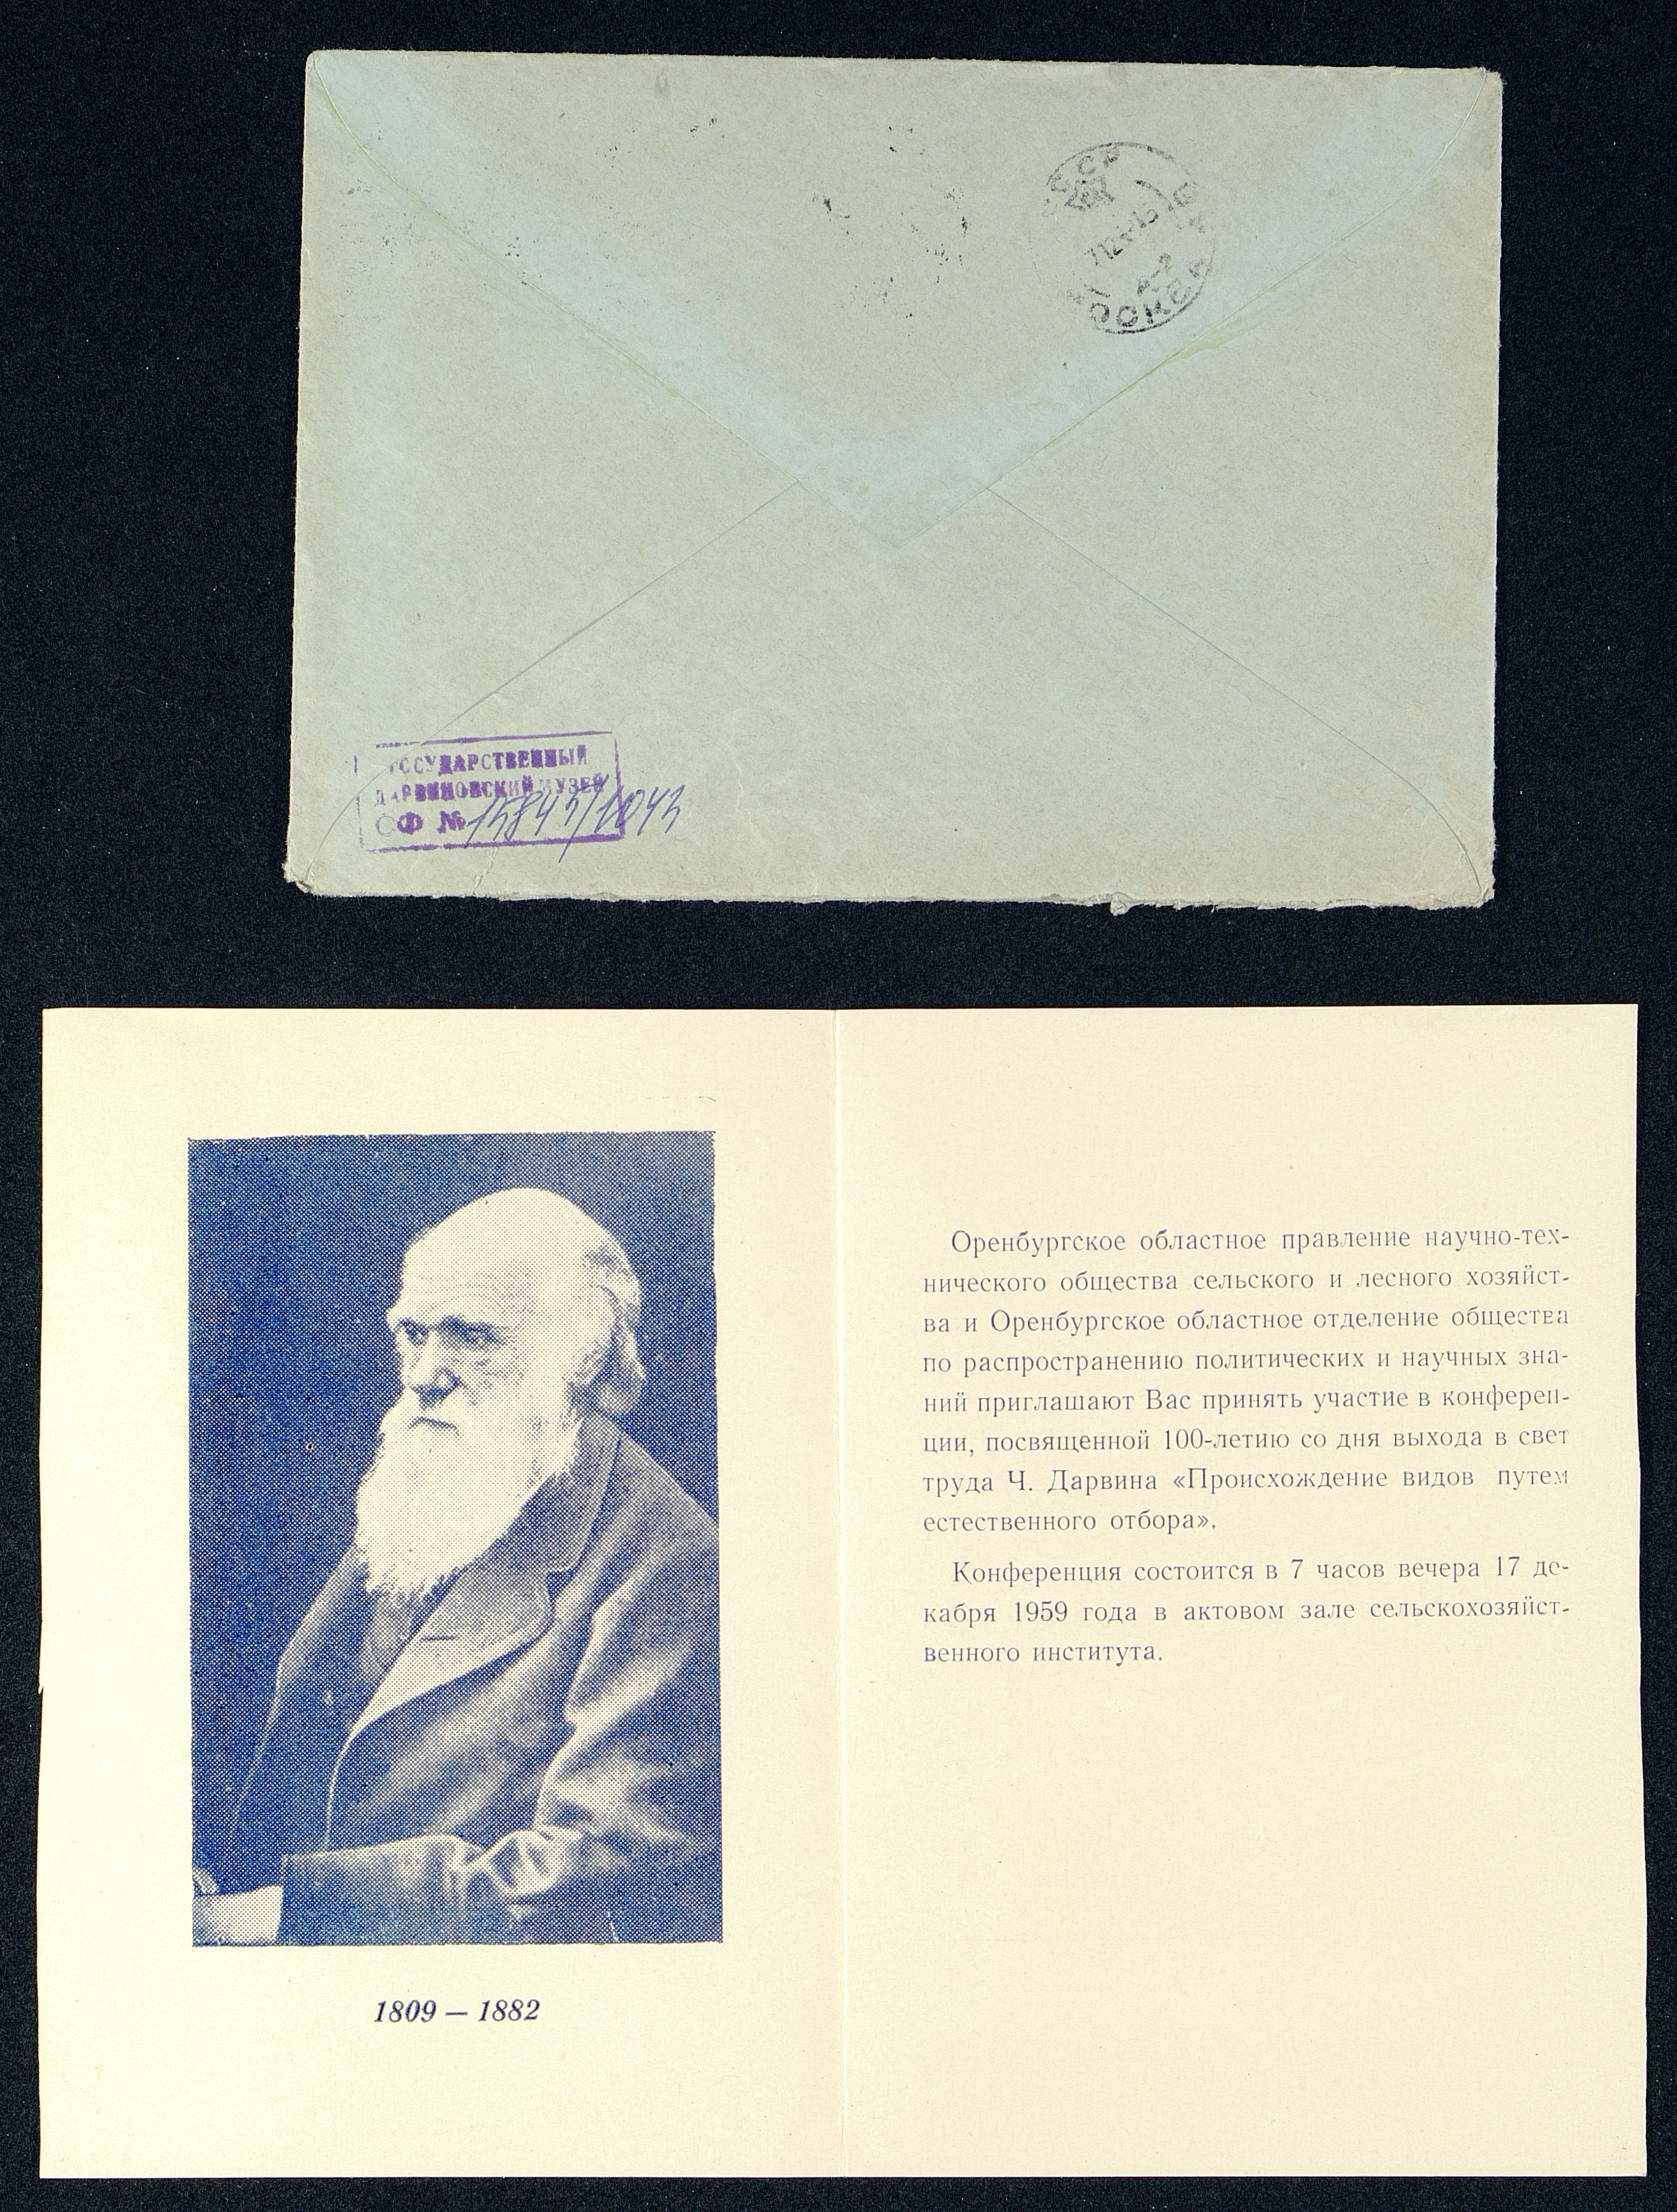 СССР
МОСКВА
ГОСУДАРСТВЕННЫЙ
ДАРВИНОВСКИЙ МУЗЕЙ
ОФ №
1809 — 1882
Оренбургское областное правление научно-тех-
нического общества сельского и лесного хозяйст-
ва и Оренбургское областное отделение общества
по распространению политических и научных зна-
ний приглашают Вас принять участие в конферен-
ции, посвященной 100-летию со дня выхода в свет
труда Ч. Дарвина «Происхождение видов путем
естественного отбора».
Конференция состоится в 7 часов вечера 17 де-
кабря 1959 года в актовом зале сельскохозяйст-
венного института.